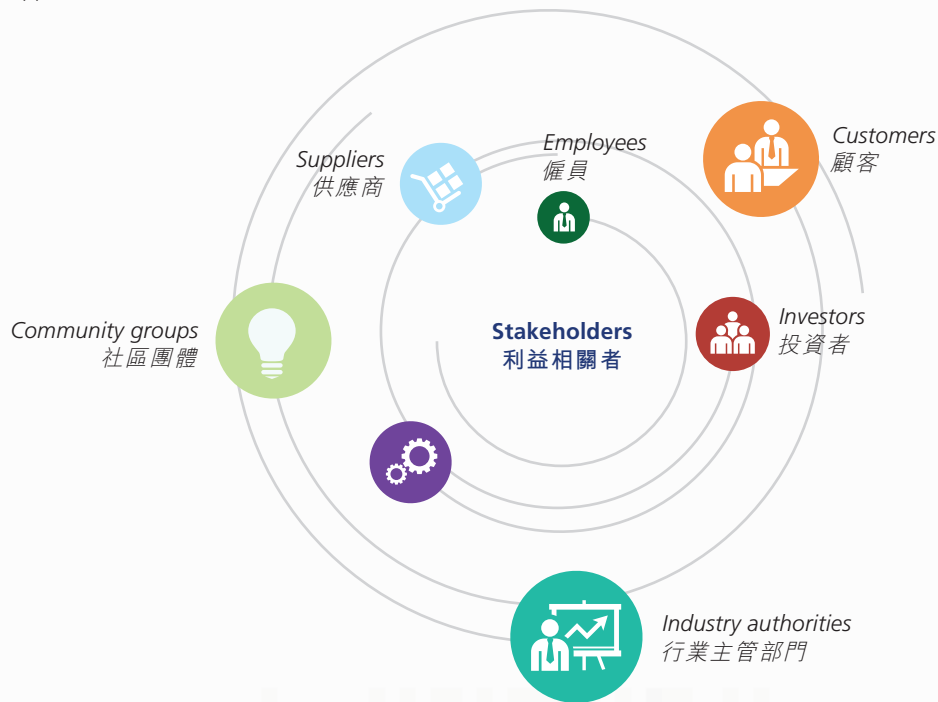 Employees
僱員
Customers
顧客
Suppliers
供應商
Investors
投資者
Stakeholders
利益相關者
Community groups
社區團體
Industry authorities
行業主管部門